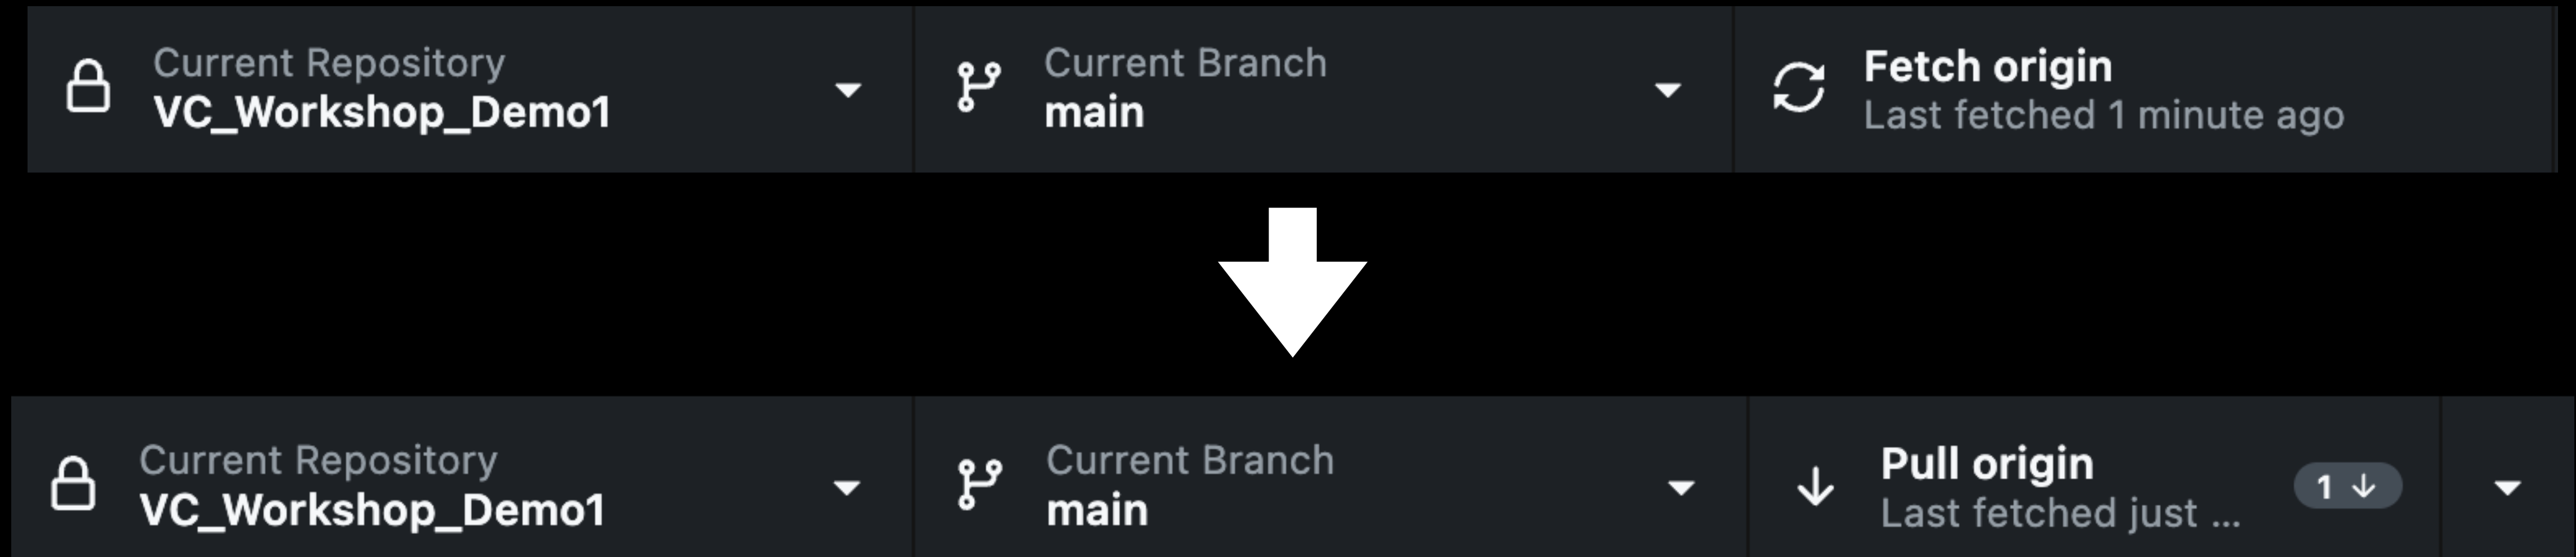 Current Repository
VC_Workshop_Demo1
Current Branch
main
Fetch origin
Last fetched 1 minute ago
Current Repository
VC_Workshop_Demo1
Current Branch
main
Pull origin
Last fetched just ...
1